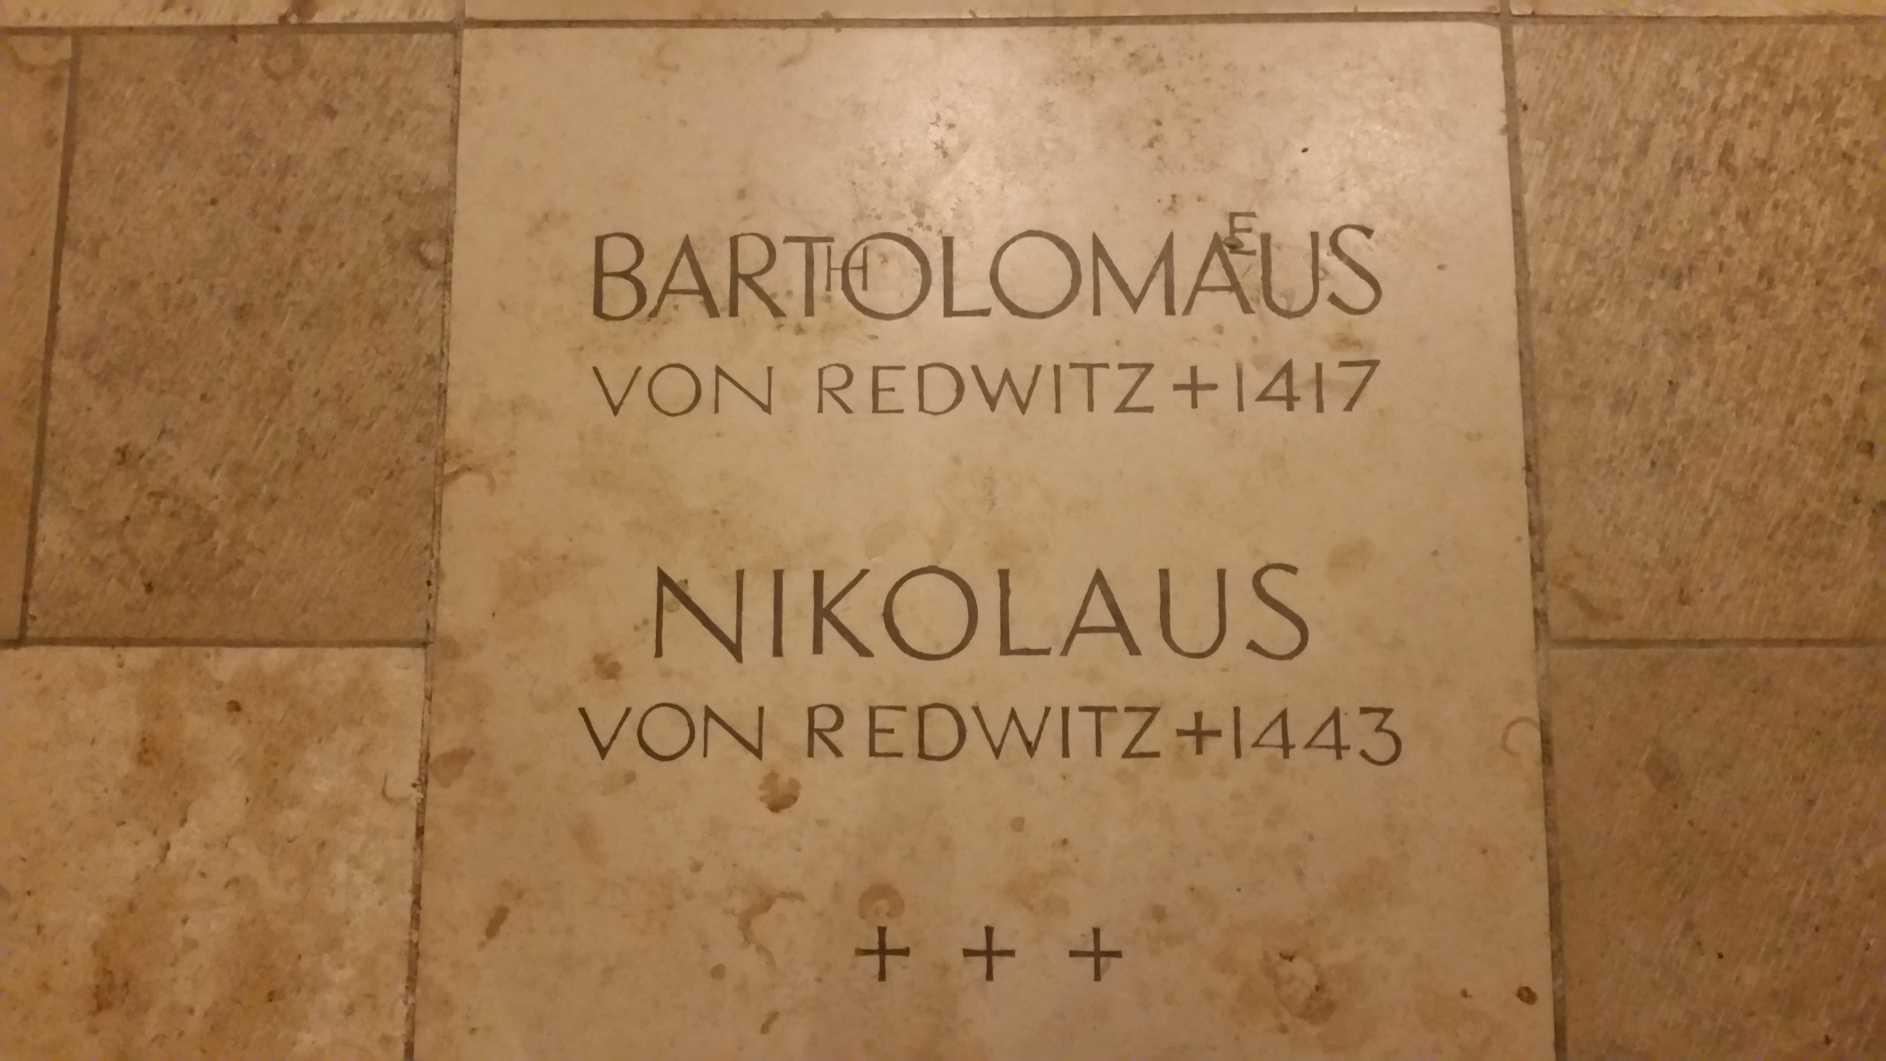 BARTHOLOMAEUS
VON REDWITZ + 1417
NIKOLAUS
VON REDWITZ + 1443
+ + +